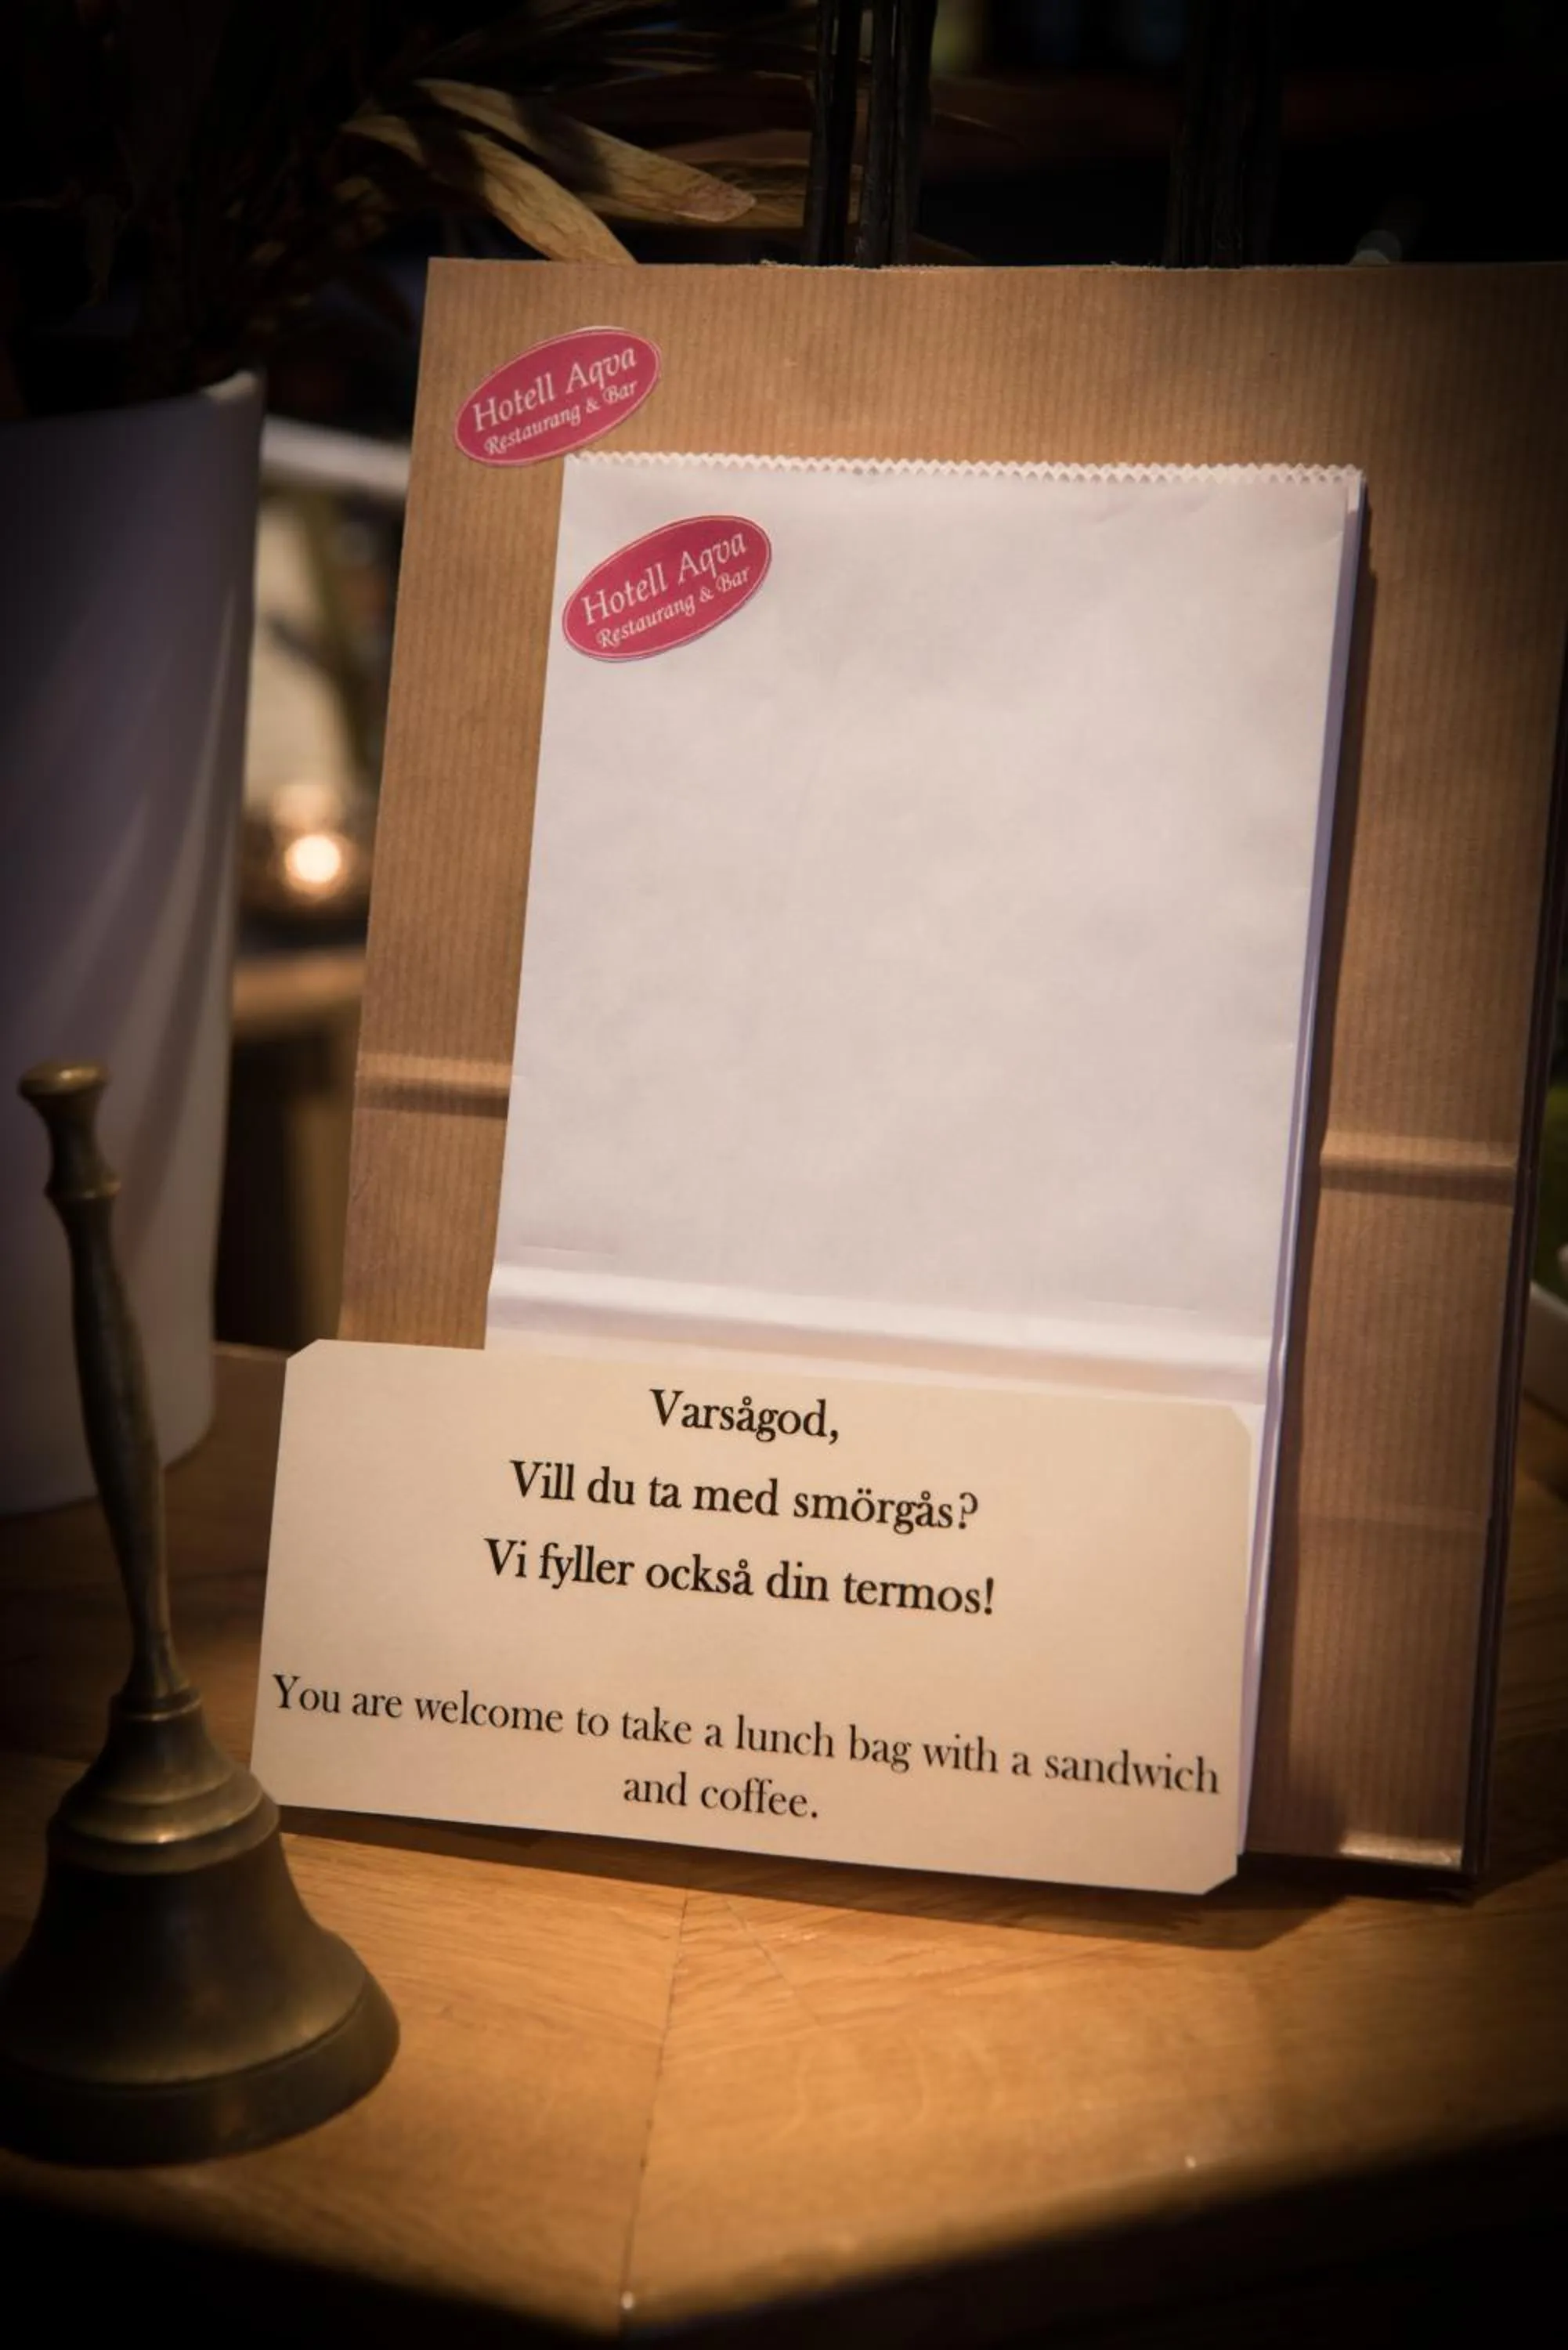 Hotell Aqva
Restaurang & Bar
Hotell Aqva
Restaurang & Bar
Varsågod,
Vill du ta med smörgås?
Vi fyller också din termos!
You are welcome to take a lunch bag with a sandwich
and coffee.